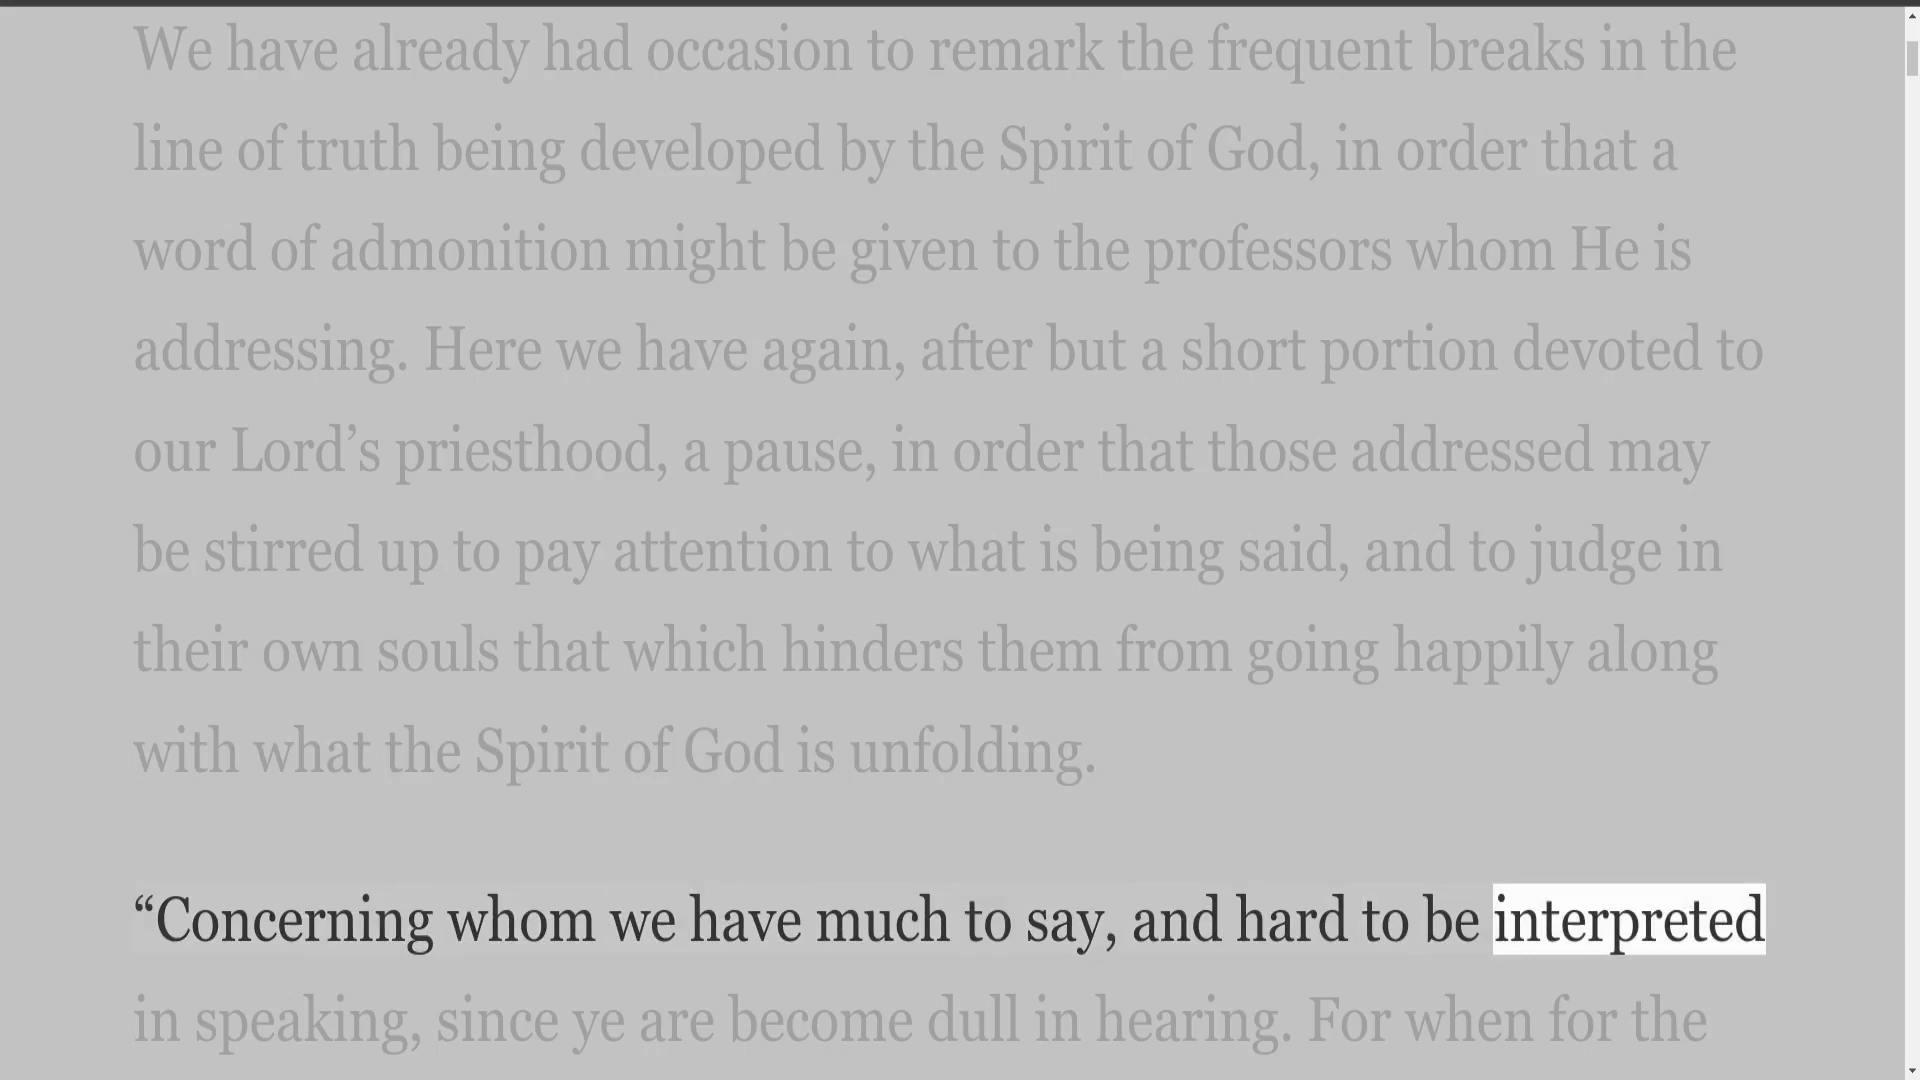 We have already had occasion to remark the frequent breaks in the
line of truth being developed by the Spirit of God, in order that a
word of admonition might be given to the professors whom He is
addressing. Here we have again, after but a short portion devoted to
our Lord’s priesthood, a pause, in order that those addressed may
be stirred up to pay attention to what is being said, and to judge in
their own souls that which hinders them from going happily along
with what the Spirit of God is unfolding.
“Concerning whom we have much to say, and hard to be interpreted
in speaking, since ye are become dull in hearing. For when for the